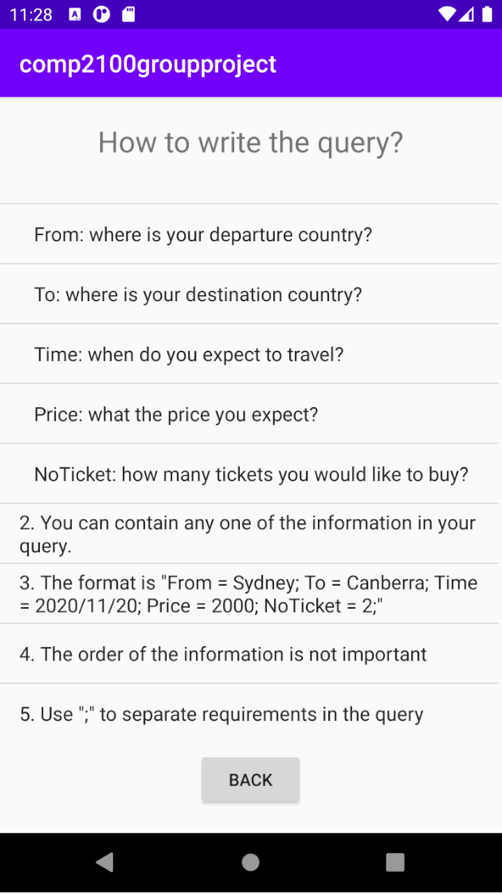 11:28
comp2100groupproject
How to write the query?
From: where is your departure country?
To: where is your destination country?
Time: when do you expect to travel?
Price: what the price you expect?
NoTicket: how many tickets you would like to buy?
2. You can contain any one of the information in your
query.
3. The format is "From = Sydney; To = Canberra; Time
= 2020/11/20; Price = 2000; NoTicket = 2;"
4. The order of the information is not important
5. Use ";" to separate requirements in the query
BACK